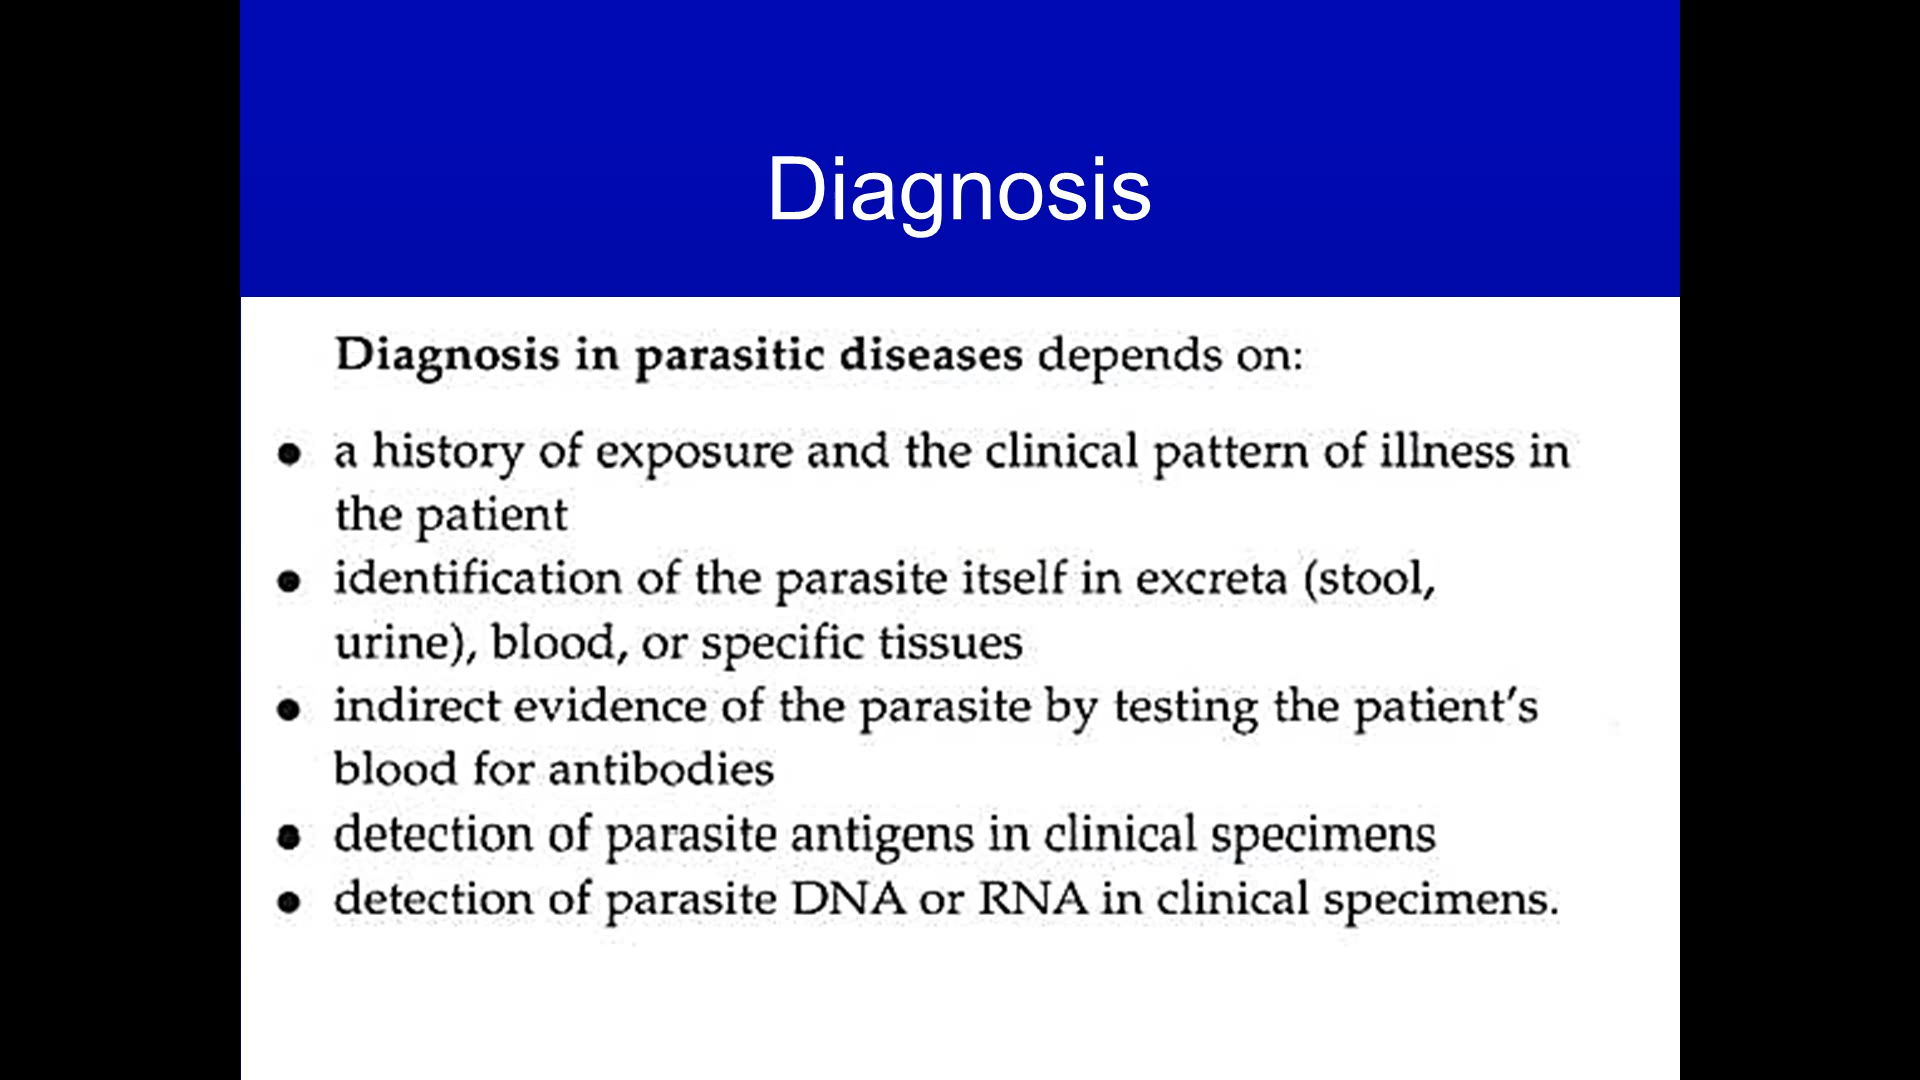 Diagnosis
Diagnosis in parasitic diseases depends on:
● a history of exposure and the clinical pattern of illness in
the patient
● identification of the parasite itself in excreta (stool,
urine), blood, or specific tissues
● indirect evidence of the parasite by testing the patient's
blood for antibodies
● detection of parasite antigens in clinical specimens
● detection of parasite DNA or RNA in clinical specimens.